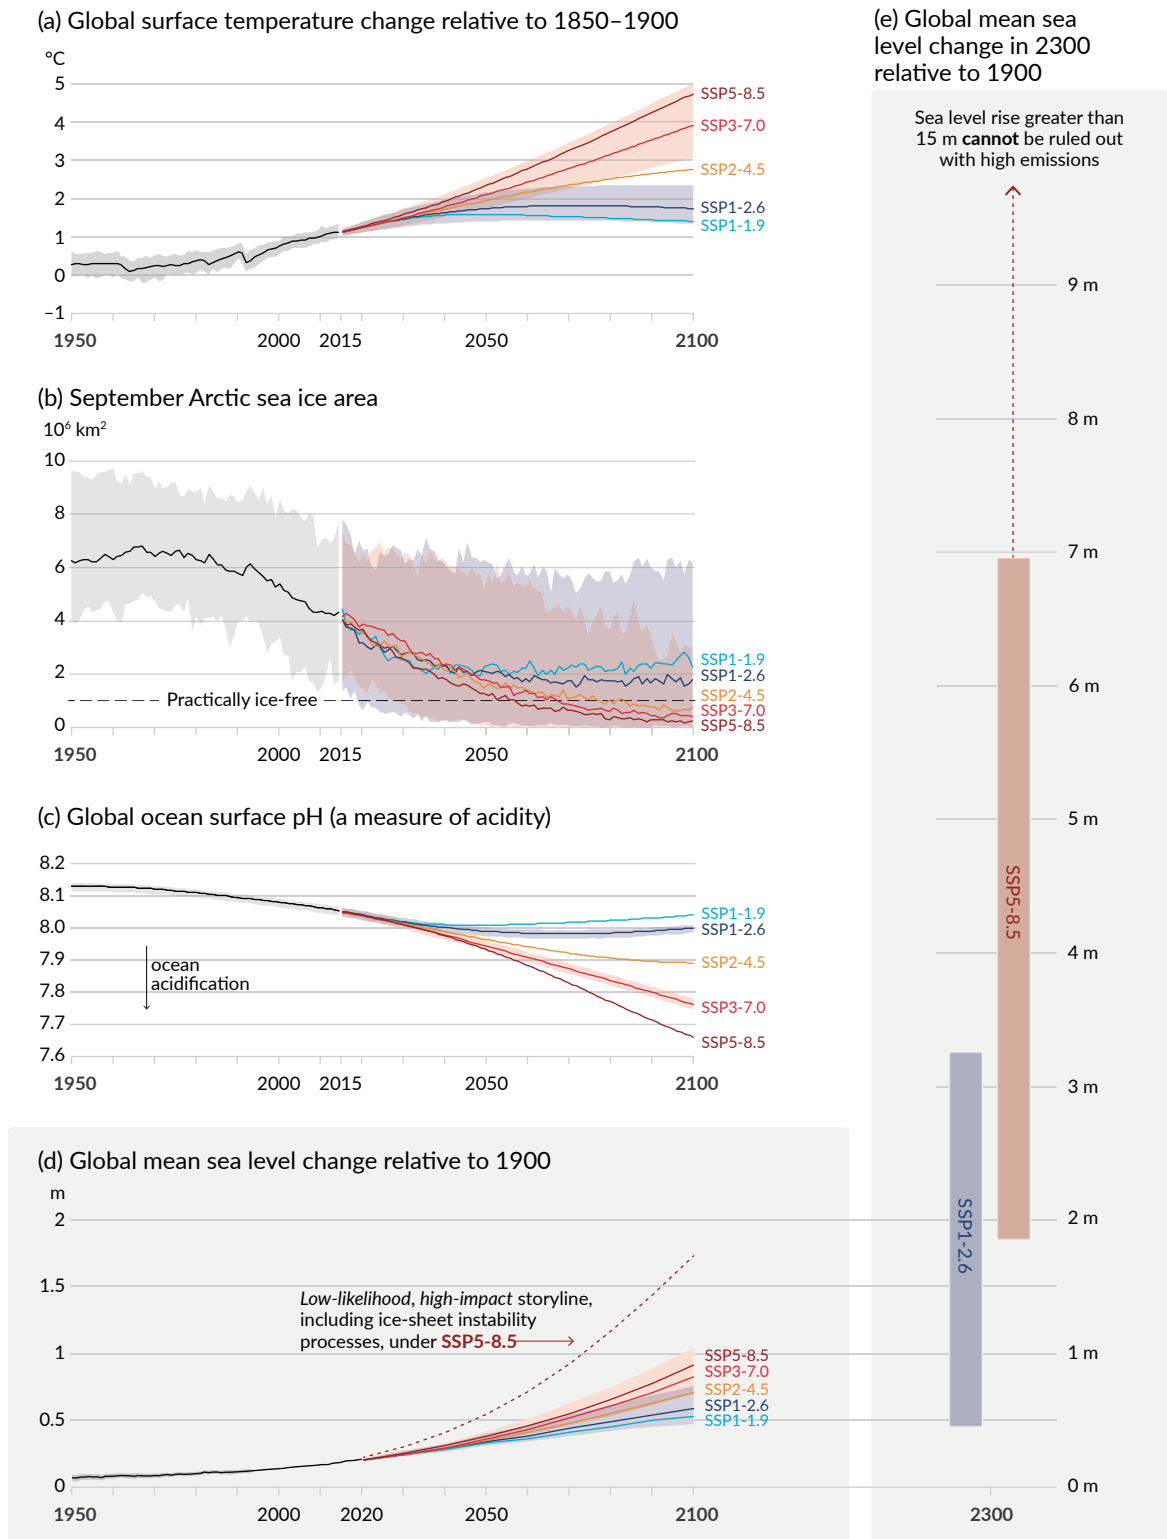 (a) Global surface temperature change relative to 1850–1900
°C
5
4
3
2
1
0
−1
1950
2000
2015
2050
2100
SSP5-8.5
SSP3-7.0
SSP2-4.5
SSP1-2.6
SSP1-1.9
(b) September Arctic sea ice area
10⁶ km²
10
8
6
4
2
0
Practically ice-free
1950
2000
2015
2050
2100
SSP1-1.9
SSP1-2.6
SSP2-4.5
SSP3-7.0
SSP5-8.5
(c) Global ocean surface pH (a measure of acidity)
8.2
8.1
8.0
7.9
7.8
7.7
7.6
ocean
acidification
1950
2000
2015
2050
2100
SSP1-1.9
SSP1-2.6
SSP2-4.5
SSP3-7.0
SSP5-8.5
(d) Global mean sea level change relative to 1900
m
2
1.5
1
0.5
0
Low-likelihood, high-impact storyline,
including ice-sheet instability
processes, under SSP5-8.5
1950
2000
2020
2050
2100
SSP5-8.5
SSP3-7.0
SSP2-4.5
SSP1-2.6
SSP1-1.9
(e) Global mean sea
level change in 2300
relative to 1900
Sea level rise greater than
15 m cannot be ruled out
with high emissions
9 m
8 m
7 m
6 m
5 m
4 m
3 m
2 m
1 m
0 m
SSP5-8.5
SSP1-2.6
2300